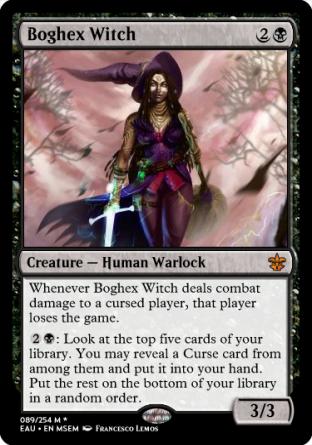 Boghex Witch 2
Creature — Human Warlock
Whenever Boghex Witch deals combat
damage to a cursed player, that player
loses the game.
2 : Look at the top five cards of your
library. You may reveal a Curse card from
among them and put it into your hand.
Put the rest on the bottom of your library
in a random order.
3/3
089/254 M *
EAU • EN MSEM Francesco Lemos